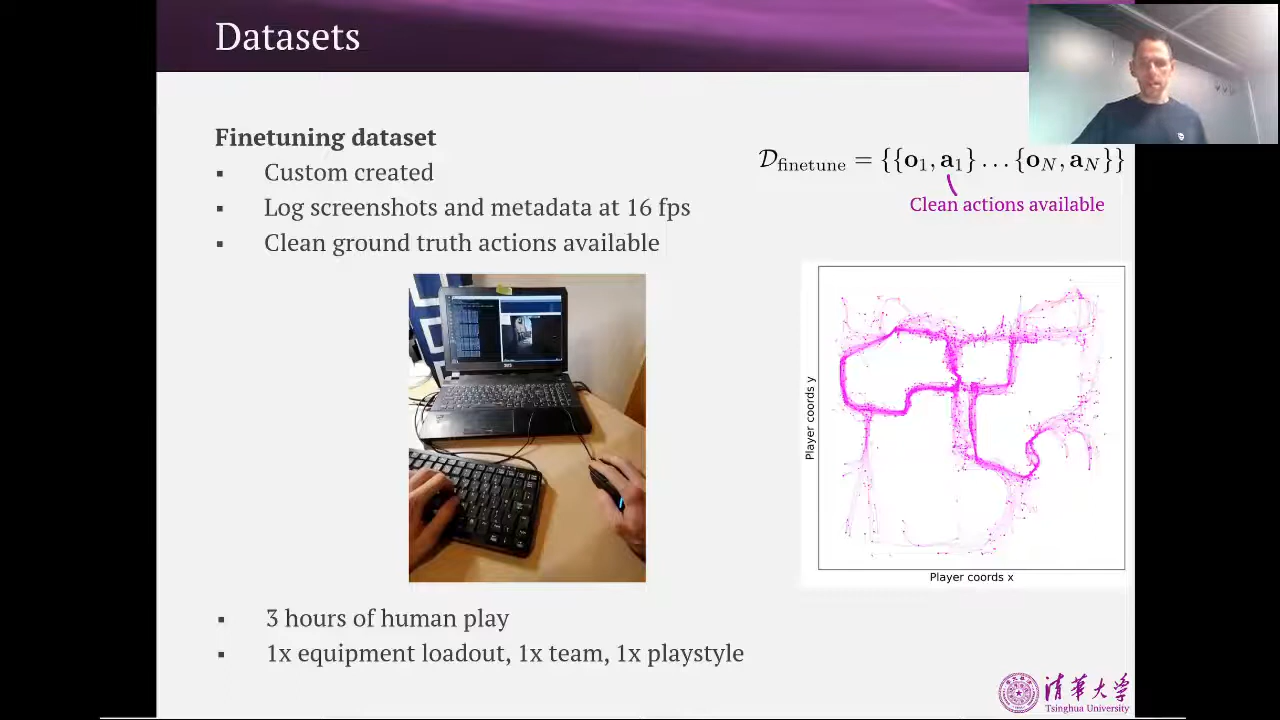 Datasets
Finetuning dataset
▪ Custom created
▪ Log screenshots and metadata at 16 fps
▪ Clean ground truth actions available
𝒟finetune = {{o1, a1} … {oN, aN}}
Clean actions available
Player coords y
Player coords x
▪ 3 hours of human play
▪ 1x equipment loadout, 1x team, 1x playstyle
清华大学
Tsinghua University